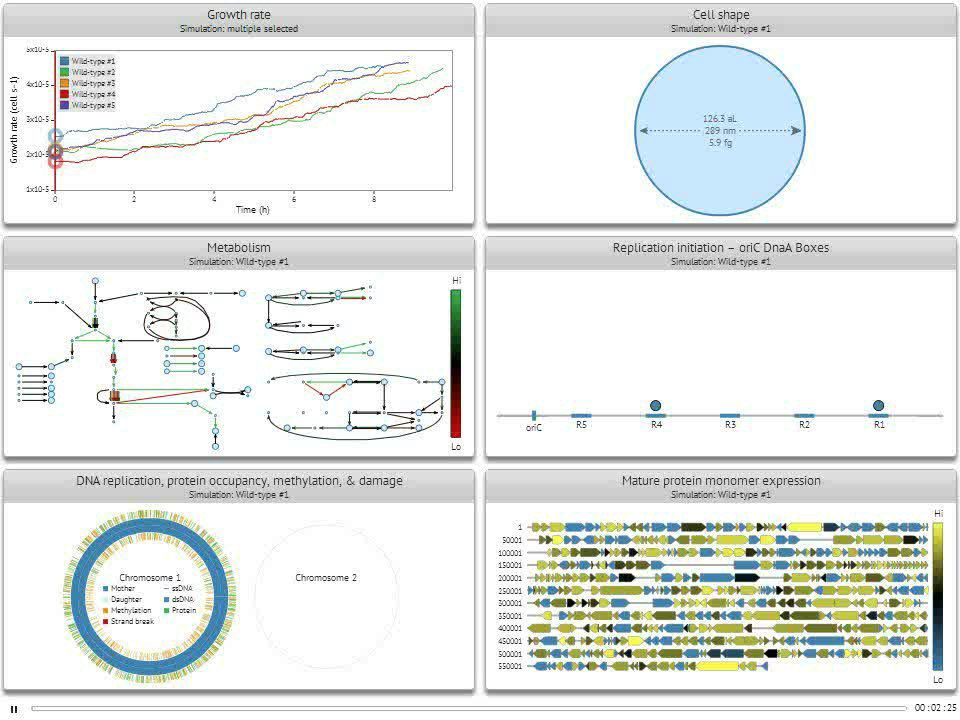 Growth rate
Simulation: multiple selected
5x10-5
4x10-5
3x10-5
2x10-5
1x10-5
Growth rate (cell s-1)
Wild-type #1
Wild-type #2
Wild-type #3
Wild-type #4
Wild-type #5
0 2 4 6 8
Time (h)
Cell shape
Simulation: Wild-type #1
126.3 aL
289 nm
5.9 fg
Metabolism
Simulation: Wild-type #1
Hi
Lo
Replication initiation – oriC DnaA Boxes
Simulation: Wild-type #1
oriC R5 R4 R3 R2 R1
DNA replication, protein occupancy, methylation, & damage
Simulation: Wild-type #1
Chromosome 1
Mother ssDNA
Daughter dsDNA
Methylation Protein
Strand break
Chromosome 2
Mature protein monomer expression
Simulation: Wild-type #1
Hi
1
50001
100001
150001
200001
250001
300001
350001
400001
450001
500001
550001
Lo
00:02:25